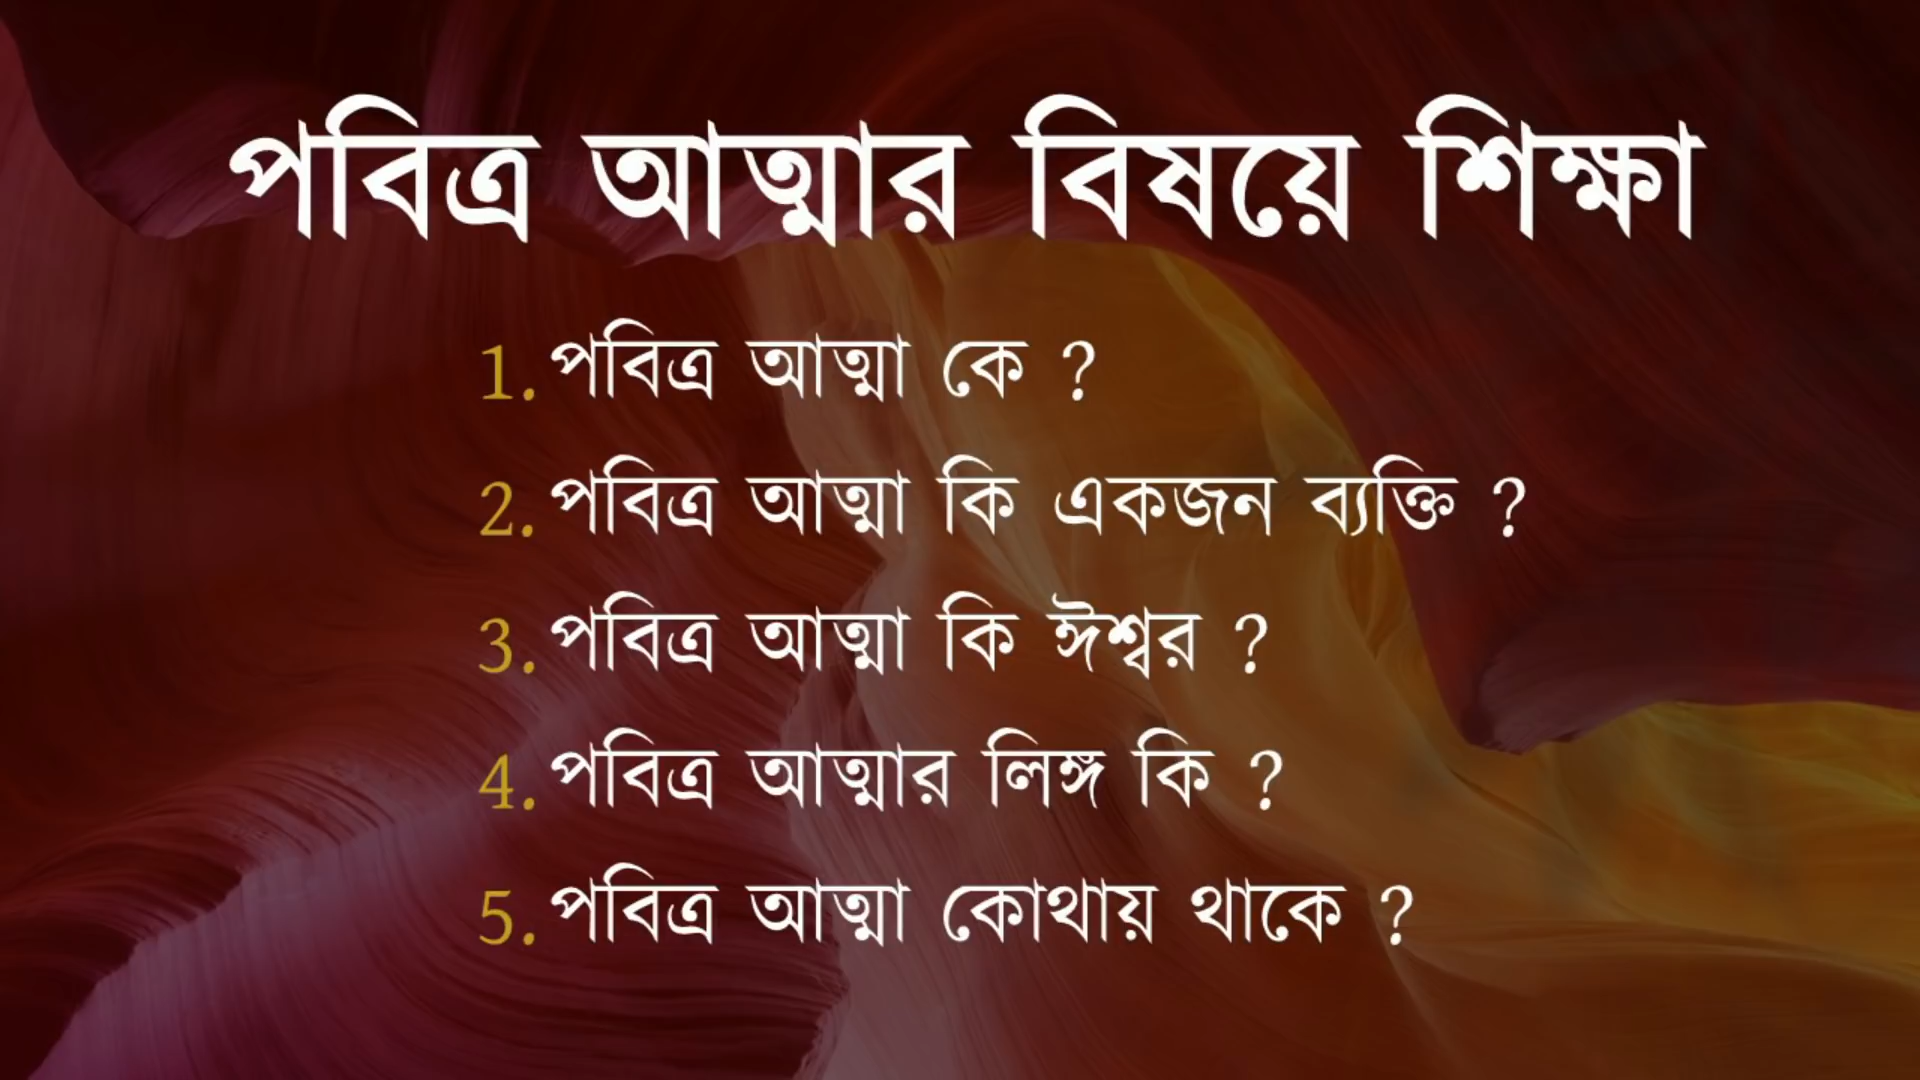 পবিত্র আত্মার বিষয়ে শিক্ষা
1. পবিত্র আত্মা কে ?
2. পবিত্র আত্মা কি একজন ব্যক্তি ?
3. পবিত্র আত্মা কি ঈশ্বর ?
4. পবিত্র আত্মার লিঙ্গ কি ?
5. পবিত্র আত্মা কোথায় থাকে ?